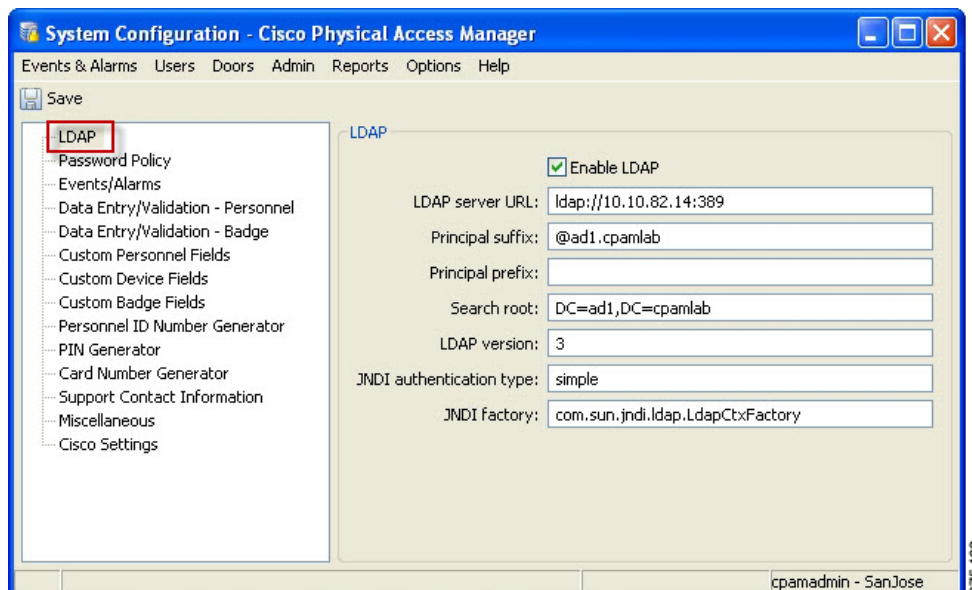 System Configuration - Cisco Physical Access Manager
Events & Alarms Users Doors Admin Reports Options Help
Save
LDAP
Password Policy
Events/Alarms
Data Entry/Validation - Personnel
Data Entry/Validation - Badge
Custom Personnel Fields
Custom Device Fields
Custom Badge Fields
Personnel ID Number Generator
PIN Generator
Card Number Generator
Support Contact Information
Miscellaneous
Cisco Settings
LDAP
Enable LDAP
LDAP server URL: ldap://10.10.82.14:389
Principal suffix: @ad1.cpamlab
Principal prefix:
Search root: DC=ad1,DC=cpamlab
LDAP version: 3
JNDI authentication type: simple
JNDI factory: com.sun.jndi.ldap.LdapCtxFactory
cpamadmin - SanJose